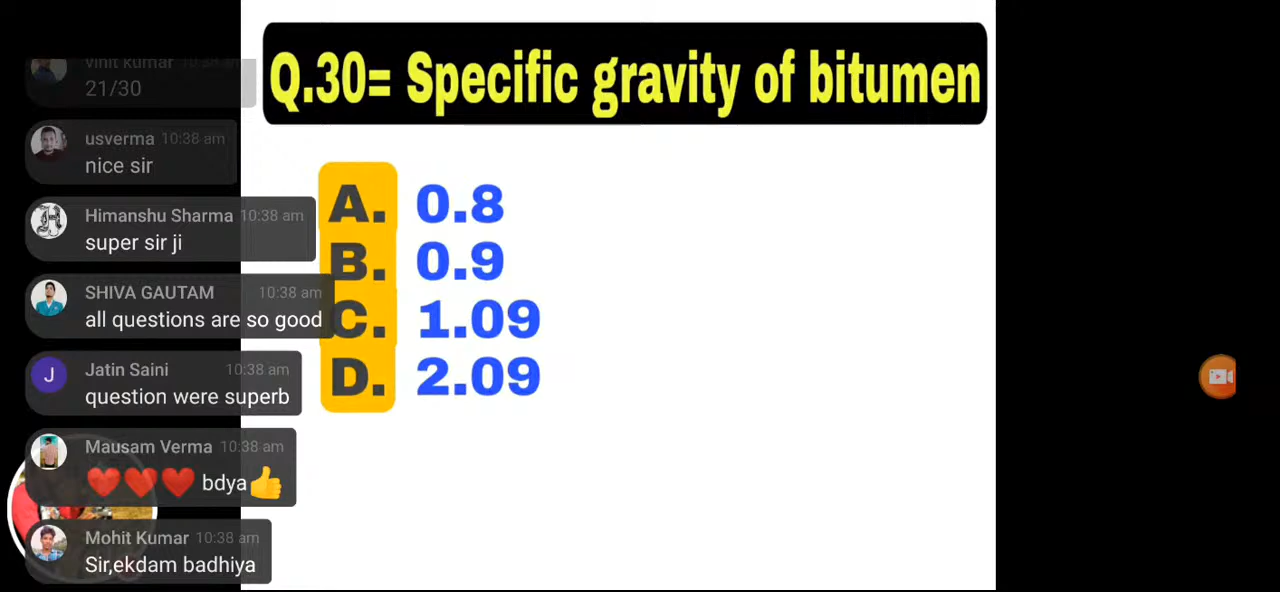 Q.30= Specific gravity of bitumen
A. 0.8
B. 0.9
C. 1.09
D. 2.09
vinit kumar
21/30
usverma 10:38 am
nice sir
Himanshu Sharma 10:38 am
super sir ji
SHIVA GAUTAM 10:38 am
all questions are so good
J
Jatin Saini 10:38 am
question were superb
Mausam Verma 10:38 am
❤️❤️❤️ bdya👍
Mohit Kumar 10:38 am
Sir,ekdam badhiya